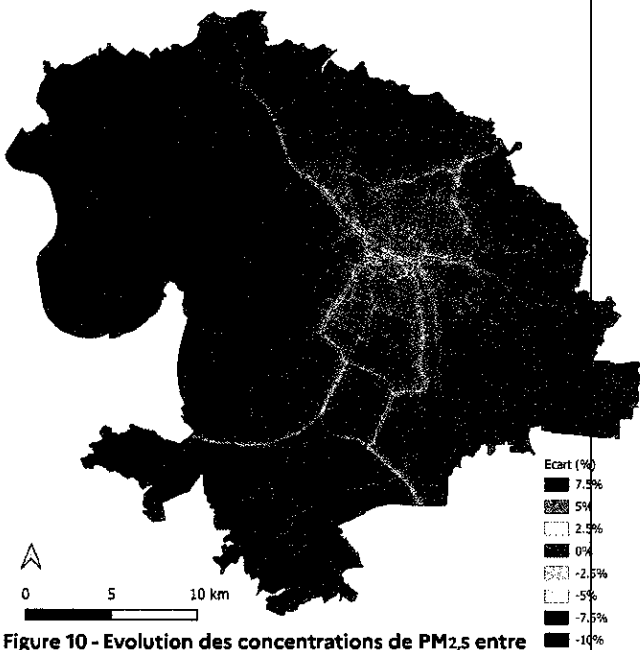 Ecart (%)
7.5%
5%
2.5%
0%
-2.5%
-5%
-7.5%
-10%
0 5 10 km
Figure 10 - Evolution des concentrations de PM2,5 entre